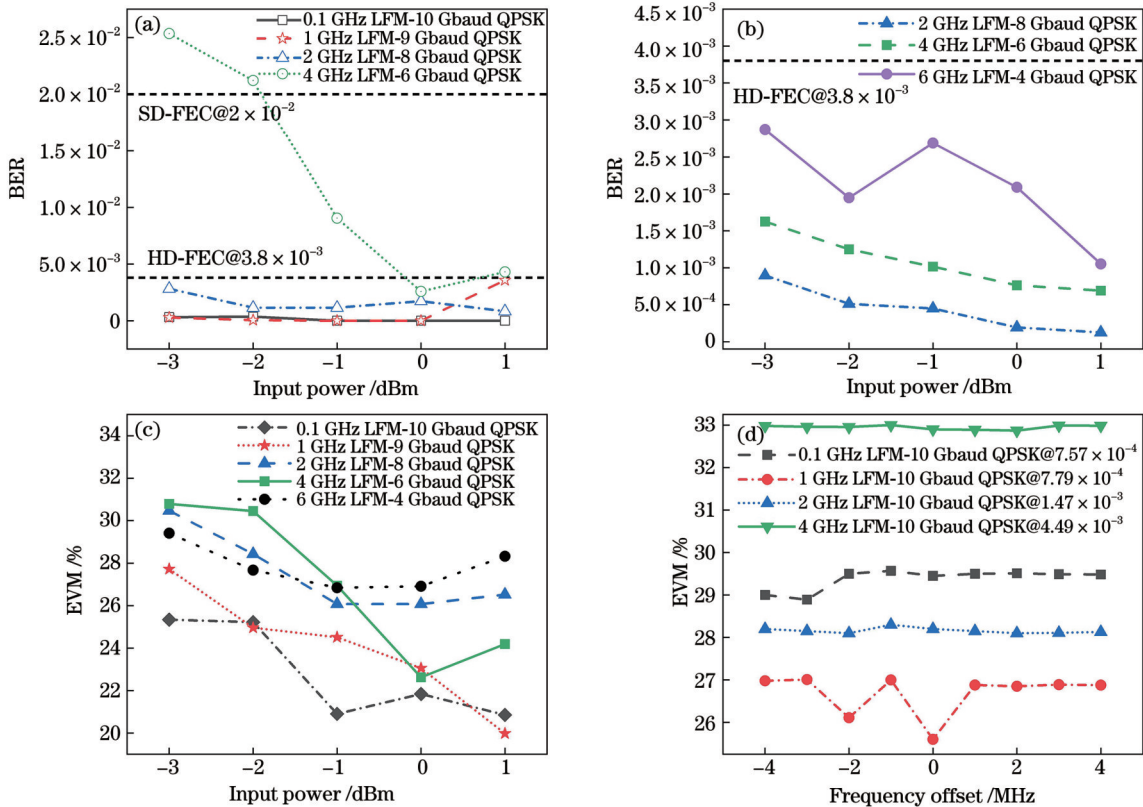 (a)
0.1 GHz LFM-10 Gbaud QPSK
1 GHz LFM-9 Gbaud QPSK
2 GHz LFM-8 Gbaud QPSK
4 GHz LFM-6 Gbaud QPSK
SD-FEC@2 × 10⁻²
HD-FEC@3.8 × 10⁻³
BER
2.5 × 10⁻²
2.0 × 10⁻²
1.5 × 10⁻²
1.0 × 10⁻²
5.0 × 10⁻³
0
−3 −2 −1 0 1
Input power /dBm
(b)
2 GHz LFM-8 Gbaud QPSK
4 GHz LFM-6 Gbaud QPSK
6 GHz LFM-4 Gbaud QPSK
HD-FEC@3.8 × 10⁻³
BER
4.5 × 10⁻³
4.0 × 10⁻³
3.5 × 10⁻³
3.0 × 10⁻³
2.5 × 10⁻³
2.0 × 10⁻³
1.5 × 10⁻³
1.0 × 10⁻³
5.0 × 10⁻⁴
0
−3 −2 −1 0 1
Input power /dBm
(c)
0.1 GHz LFM-10 Gbaud QPSK
1 GHz LFM-9 Gbaud QPSK
2 GHz LFM-8 Gbaud QPSK
4 GHz LFM-6 Gbaud QPSK
6 GHz LFM-4 Gbaud QPSK
EVM /%
34
32
30
28
26
24
22
20
−3 −2 −1 0 1
Input power /dBm
(d)
0.1 GHz LFM-10 Gbaud QPSK@7.57 × 10⁻⁴
1 GHz LFM-10 Gbaud QPSK@7.79 × 10⁻⁴
2 GHz LFM-10 Gbaud QPSK@1.47 × 10⁻³
4 GHz LFM-10 Gbaud QPSK@4.49 × 10⁻³
EVM /%
33
33
32
31
30
29
28
27
26
−4 −2 0 2 4
Frequency offset /MHz